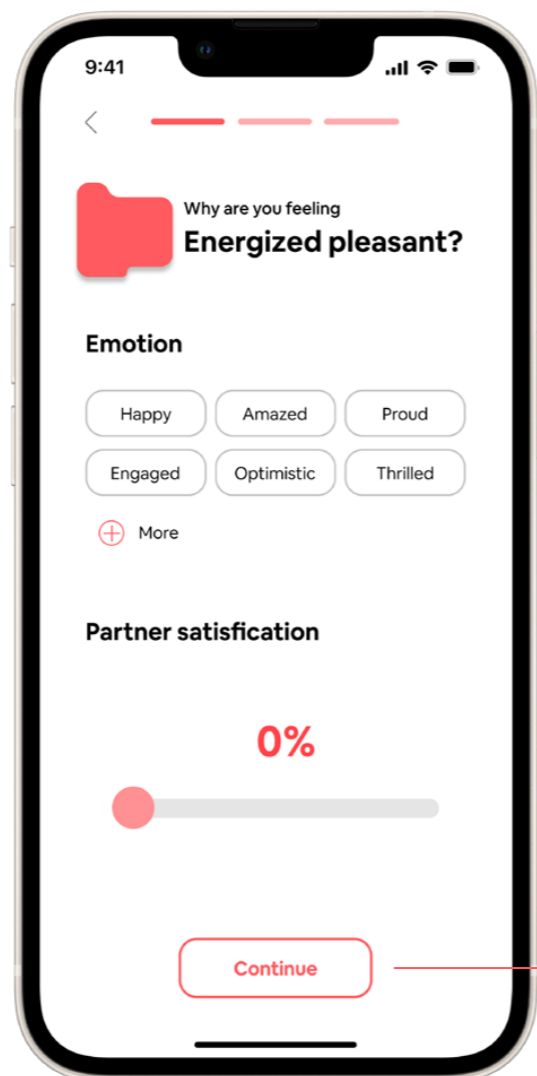 9:41
Why are you feeling
Energized pleasant?
Emotion
Happy Amazed Proud
Engaged Optimistic Thrilled
More
Partner satisfication
0%
Continue